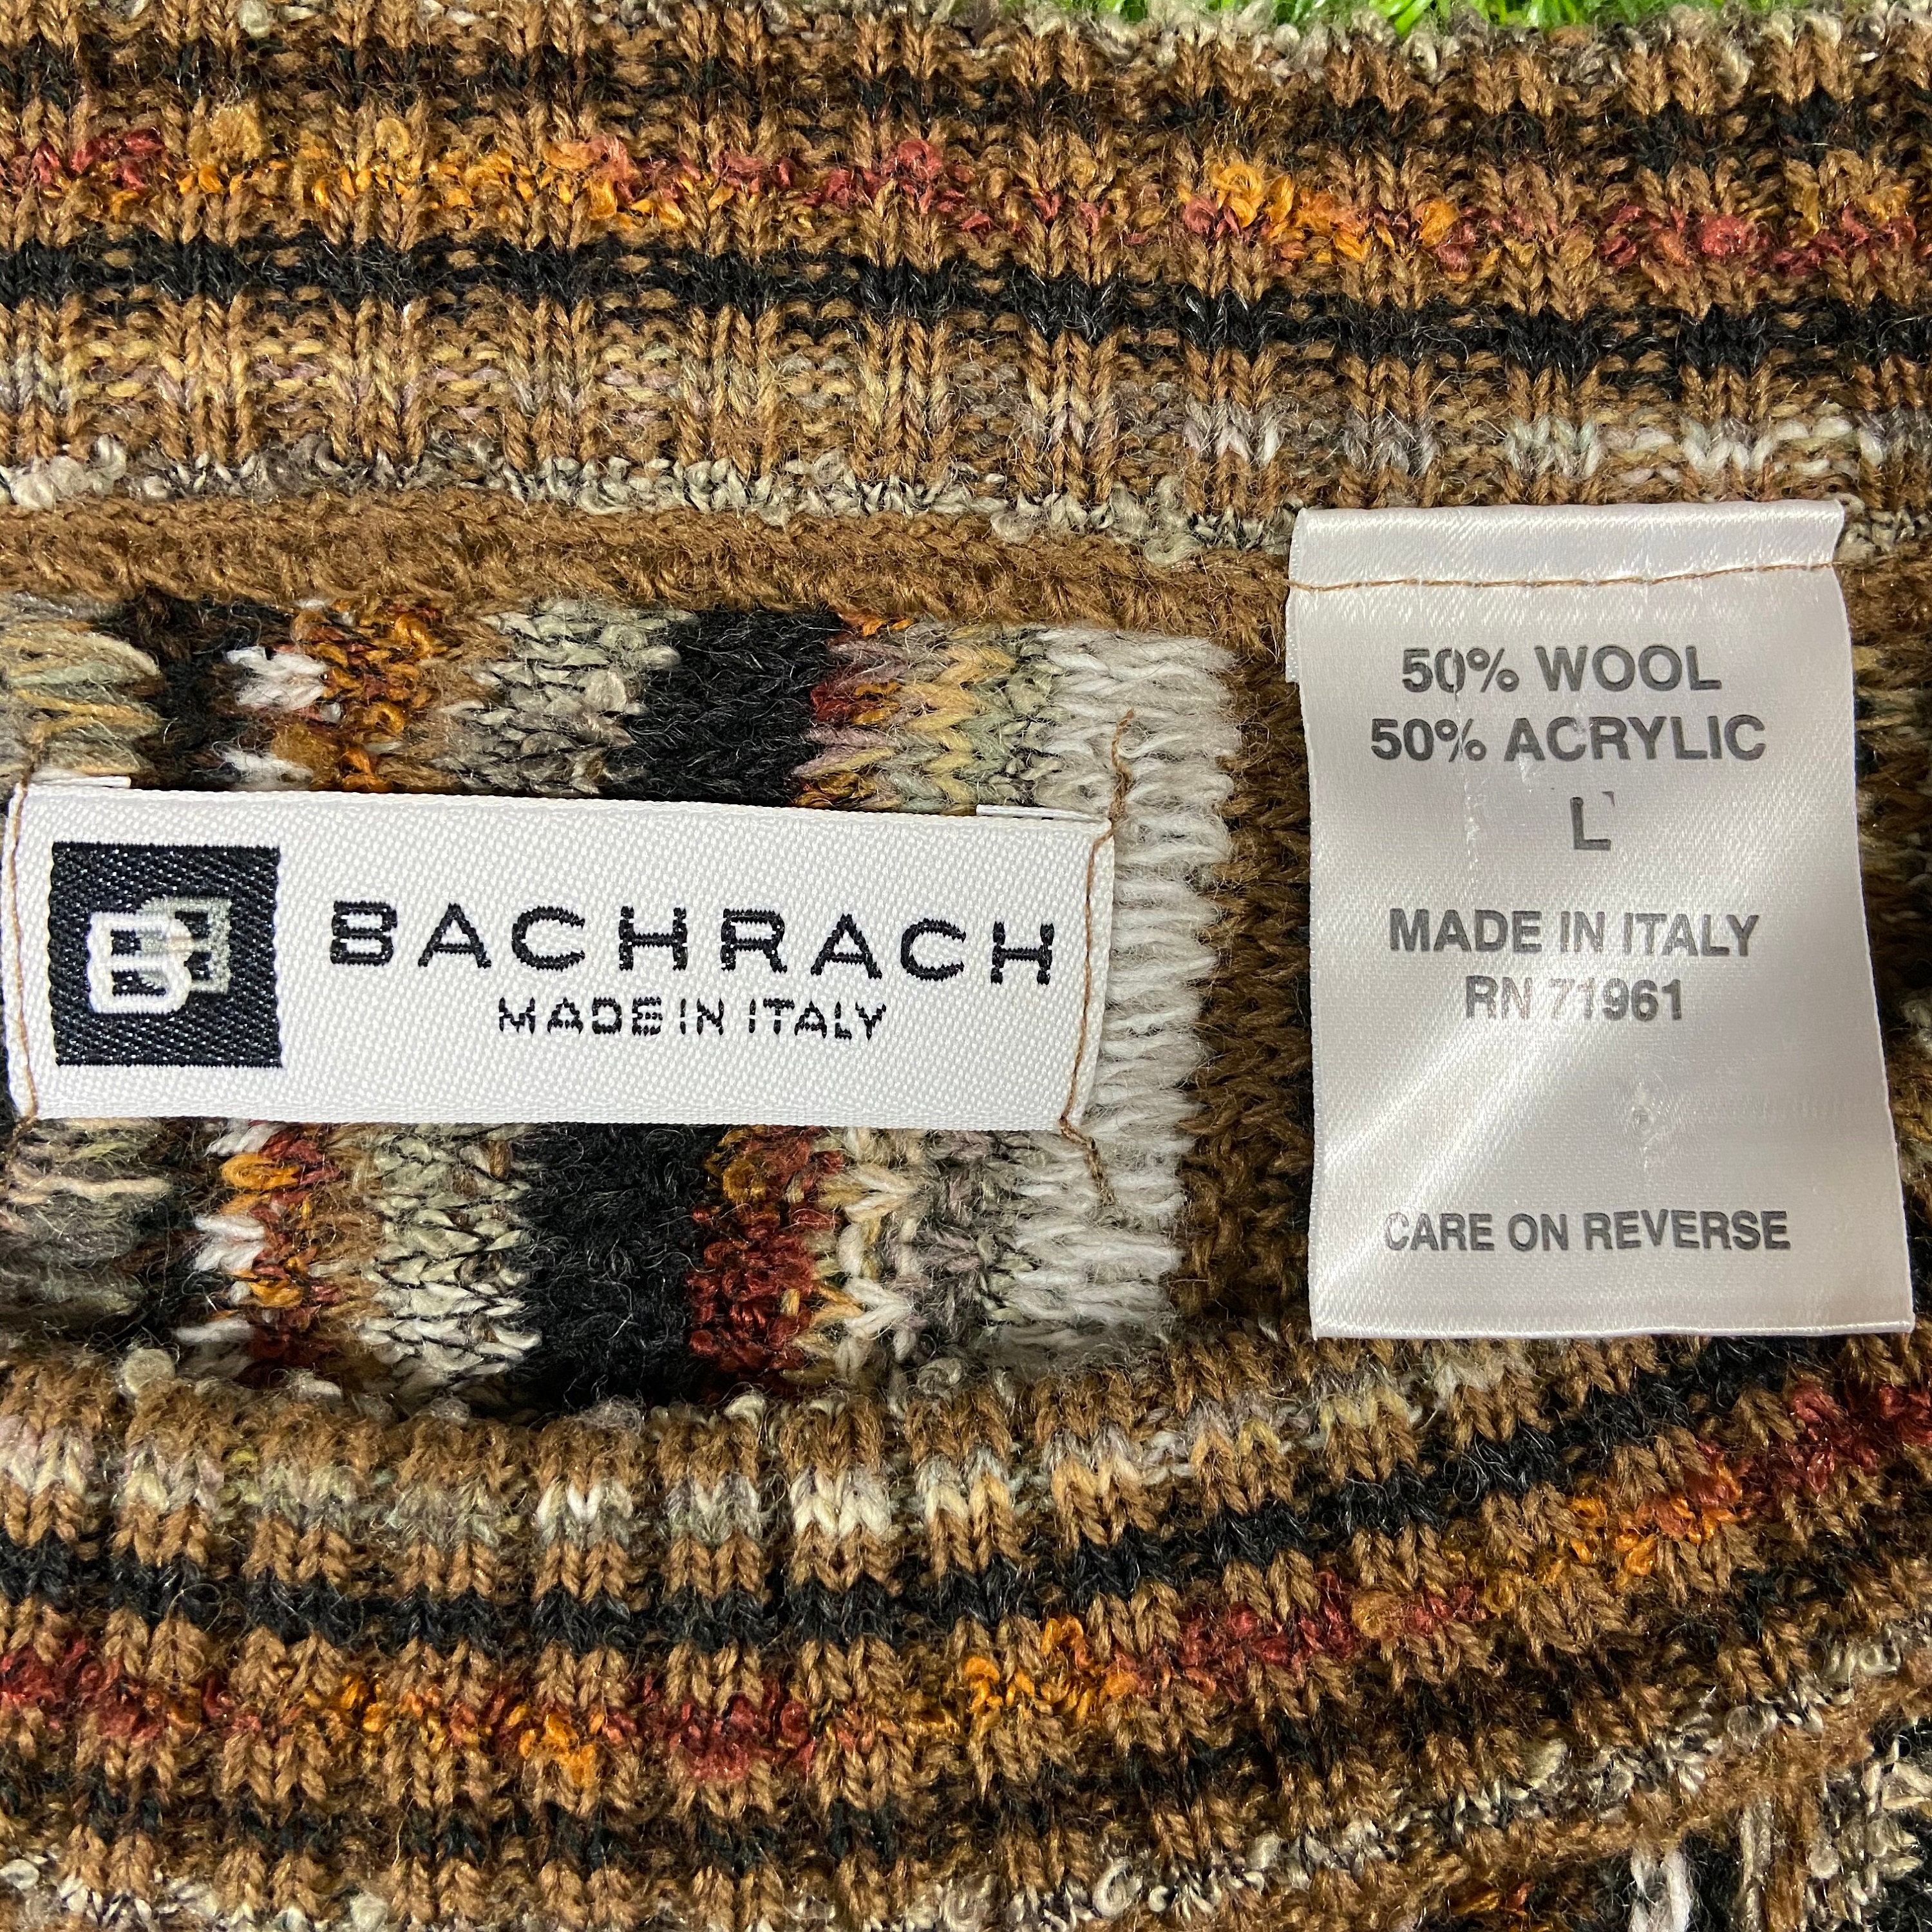 B B
BACHRACH
MADE IN ITALY
50% WOOL
50% ACRYLIC
L
MADE IN ITALY
RN 71961
CARE ON REVERSE